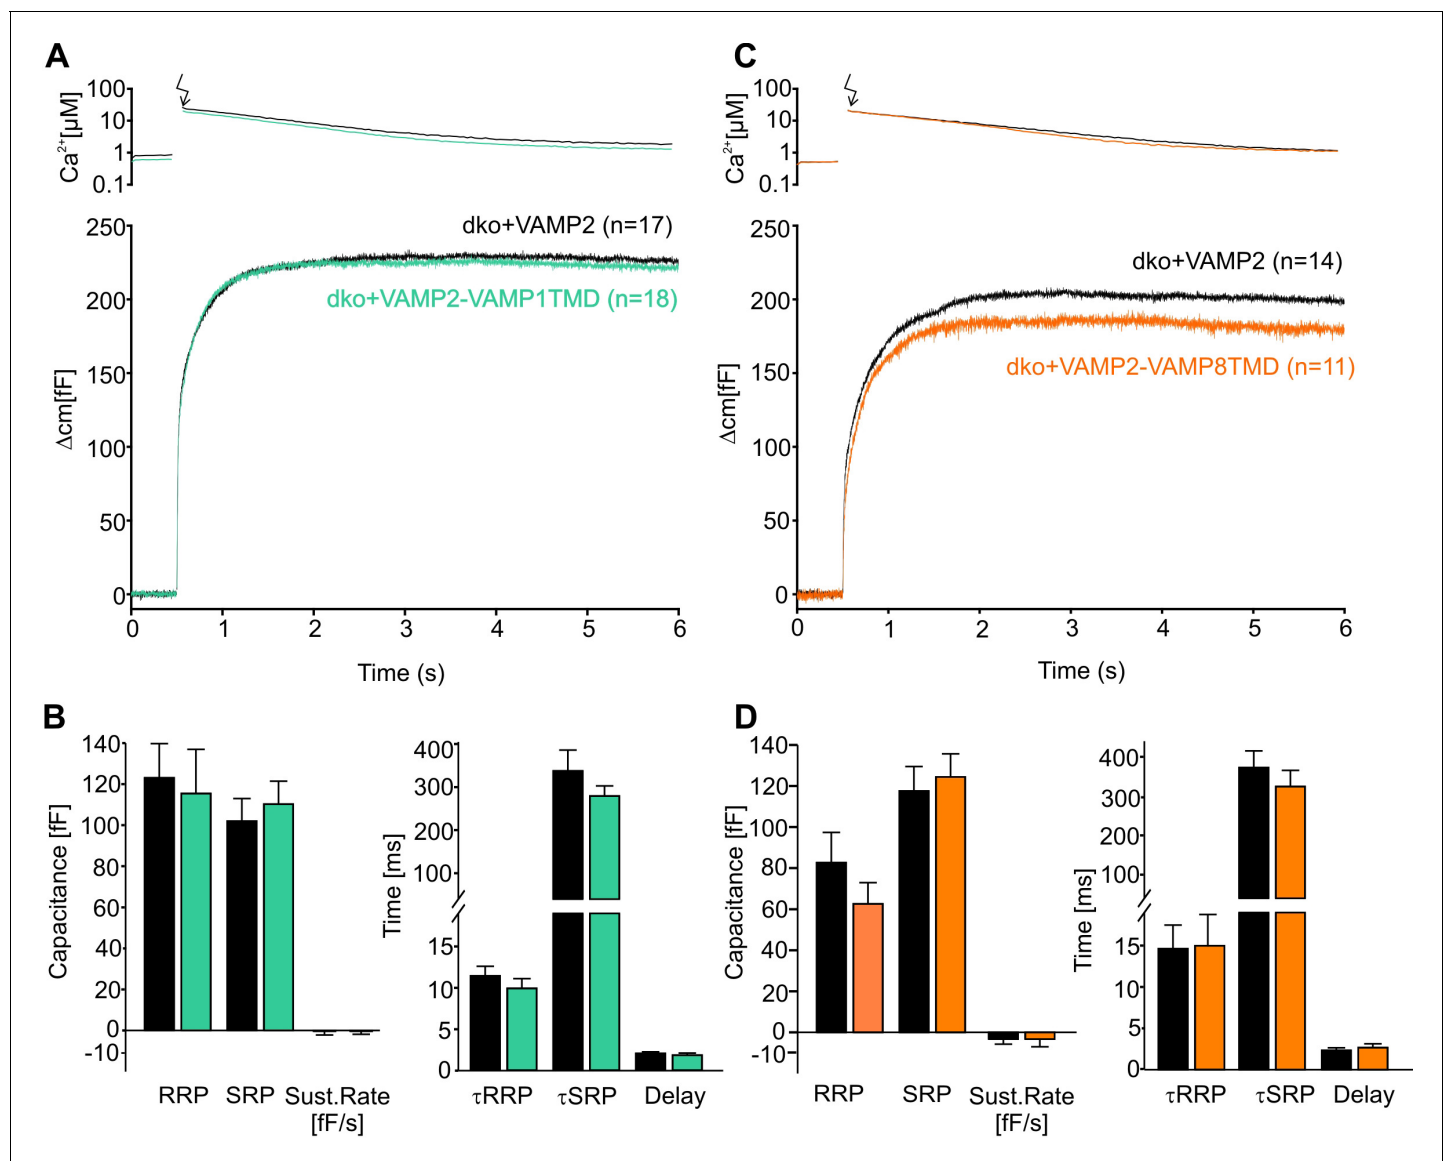 A
100
10
1
0.1
Ca2+[µM]
250
200
150
100
50
0
Δcm[fF]
dko+VAMP2 (n=17)
dko+VAMP2-VAMP1TMD (n=18)
0 1 2 3 4 5 6
Time (s)
C
100
10
1
0.1
Ca2+[µM]
250
200
150
100
50
0
Δcm[fF]
dko+VAMP2 (n=14)
dko+VAMP2-VAMP8TMD (n=11)
0 1 2 3 4 5 6
Time (s)
B
140
120
100
80
60
40
20
0
-10
Capacitance [fF]
RRP SRP Sust.Rate
[fF/s]
400
300
200
100
15
10
5
0
Time [ms]
τRRP τSRP Delay
D
140
120
100
80
60
40
20
0
-10
Capacitance [fF]
RRP SRP Sust.Rate
[fF/s]
400
300
200
100
15
10
5
0
Time [ms]
τRRP τSRP Delay